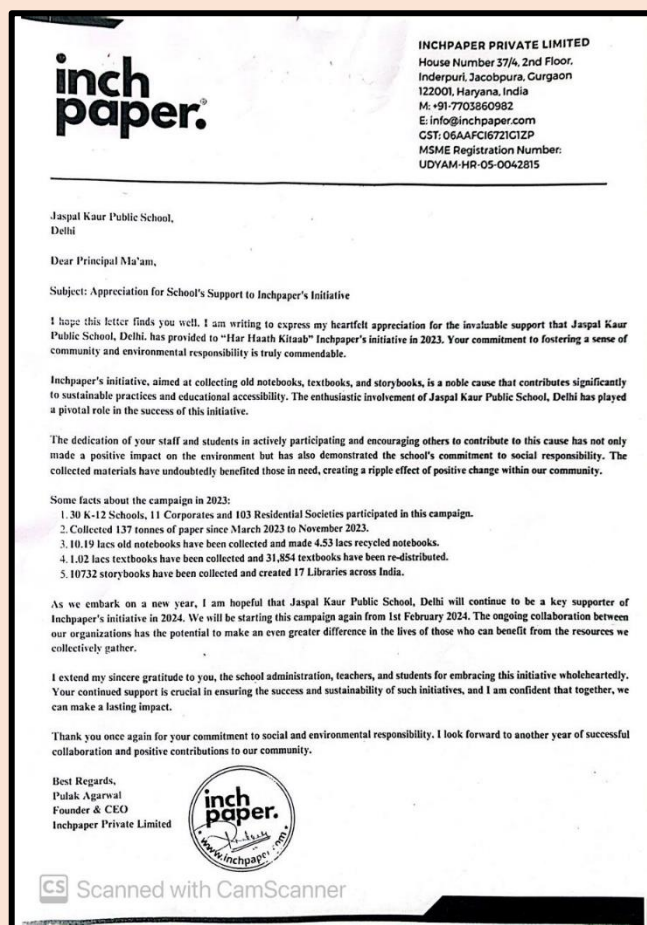 inch
paper.®
INCHPAPER PRIVATE LIMITED
House Number 37/4, 2nd Floor,
Inderpuri, Jacobpura, Gurgaon
122001, Haryana, India
M: +91-7703860982
E: info@inchpaper.com
GST: 06AAFCI6721G1ZP
MSME Registration Number:
UDYAM-HR-05-0042815
Jaspal Kaur Public School,
Delhi
Dear Principal Ma'am,
Subject: Appreciation for School's Support to Inchpaper's Initiative
I hope this letter finds you well. I am writing to express my heartfelt appreciation for the invaluable support that Jaspal Kaur
Public School, Delhi. has provided to "Har Haath Kitaab" Inchpaper's initiative in 2023. Your commitment to fostering a sense of
community and environmental responsibility is truly commendable.
Inchpaper's initiative, aimed at collecting old notebooks, textbooks, and storybooks, is a noble cause that contributes significantly
to sustainable practices and educational accessibility. The enthusiastic involvement of Jaspal Kaur Public School, Delhi has played
a pivotal role in the success of this initiative.
The dedication of your staff and students in actively participating and encouraging others to contribute to this cause has not only
made a positive impact on the environment but has also demonstrated the school's commitment to social responsibility. The
collected materials have undoubtedly benefited those in need, creating a ripple effect of positive change within our community.
Some facts about the campaign in 2023:
1. 30 K-12 Schools, 11 Corporates and 103 Residential Societies participated in this campaign.
2. Collected 137 tonnes of paper since March 2023 to November 2023.
3. 10.19 lacs old notebooks have been collected and made 4.53 lacs recycled notebooks.
4. 1.02 lacs textbooks have been collected and 31,854 textbooks have been re-distributed.
5. 10732 storybooks have been collected and created 17 Libraries across India.
As we embark on a new year, I am hopeful that Jaspal Kaur Public School, Delhi will continue to be a key supporter of
Inchpaper's initiative in 2024. We will be starting this campaign again from 1st February 2024. The ongoing collaboration between
our organizations has the potential to make an even greater difference in the lives of those who can benefit from the resources we
collectively gather.
I extend my sincere gratitude to you, the school administration, teachers, and students for embracing this initiative wholeheartedly.
Your continued support is crucial in ensuring the success and sustainability of such initiatives, and I am confident that together, we
can make a lasting impact.
Thank you once again for your commitment to social and environmental responsibility. I look forward to another year of successful
collaboration and positive contributions to our community.
Best Regards,
Pulak Agarwal
Founder & CEO
Inchpaper Private Limited
inch
paper.
www.inchpaper.com
CS Scanned with CamScanner